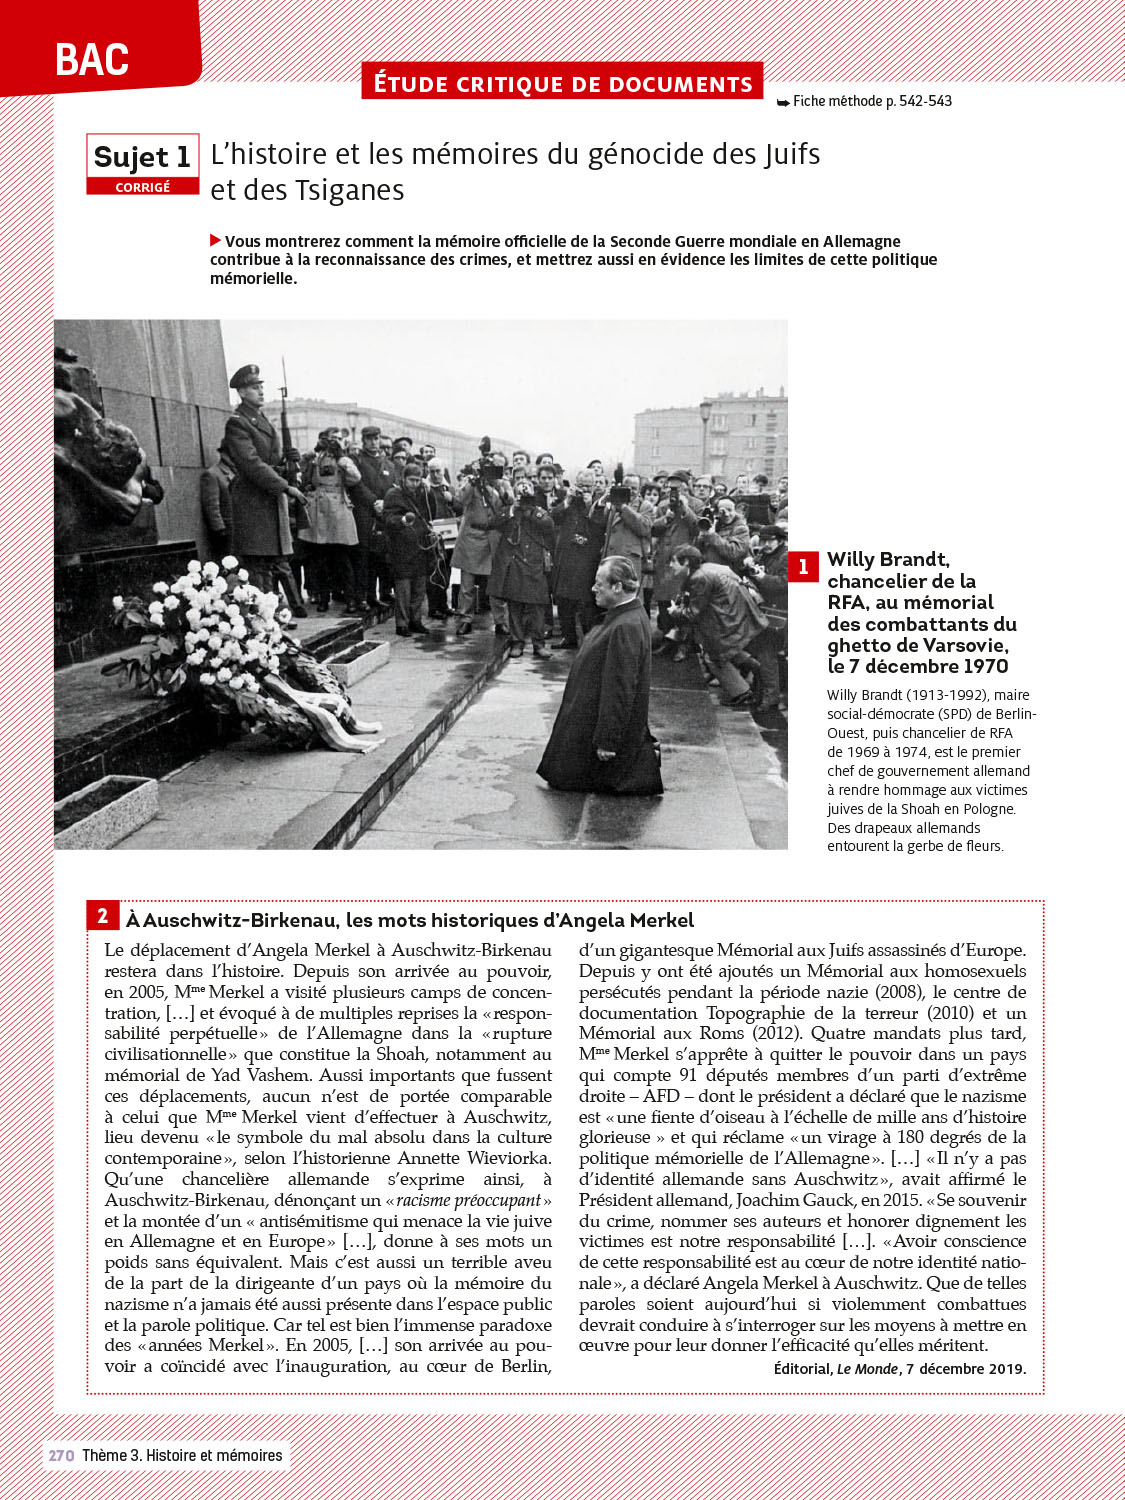 BAC
ÉTUDE CRITIQUE DE DOCUMENTS
➥ Fiche méthode p. 542-543
Sujet 1
CORRIGÉ
L’histoire et les mémoires du génocide des Juifs
et des Tsiganes
▶ Vous montrerez comment la mémoire officielle de la Seconde Guerre mondiale en Allemagne
contribue à la reconnaissance des crimes, et mettrez aussi en évidence les limites de cette politique
mémorielle.
1
Willy Brandt,
chancelier de la
RFA, au mémorial
des combattants du
ghetto de Varsovie,
le 7 décembre 1970
Willy Brandt (1913-1992), maire
social-démocrate (SPD) de Berlin-
Ouest, puis chancelier de RFA
de 1969 à 1974, est le premier
chef de gouvernement allemand
à rendre hommage aux victimes
juives de la Shoah en Pologne.
Des drapeaux allemands
entourent la gerbe de fleurs.
2
À Auschwitz-Birkenau, les mots historiques d’Angela Merkel
Le déplacement d’Angela Merkel à Auschwitz-Birkenau
restera dans l’histoire. Depuis son arrivée au pouvoir,
en 2005, Mme Merkel a visité plusieurs camps de concen-
tration, […] et évoqué à de multiples reprises la « respon-
sabilité perpétuelle » de l’Allemagne dans la « rupture
civilisationnelle » que constitue la Shoah, notamment au
mémorial de Yad Vashem. Aussi importants que fussent
ces déplacements, aucun n’est de portée comparable
à celui que Mme Merkel vient d’effectuer à Auschwitz,
lieu devenu « le symbole du mal absolu dans la culture
contemporaine », selon l’historienne Annette Wieviorka.
Qu’une chancelière allemande s’exprime ainsi, à
Auschwitz-Birkenau, dénonçant un « racisme préoccupant »
et la montée d’un « antisémitisme qui menace la vie juive
en Allemagne et en Europe » […], donne à ses mots un
poids sans équivalent. Mais c’est aussi un terrible aveu
de la part de la dirigeante d’un pays où la mémoire du
nazisme n’a jamais été aussi présente dans l’espace public
et la parole politique. Car tel est bien l’immense paradoxe
des « années Merkel ». En 2005, […] son arrivée au pou-
voir a coïncidé avec l’inauguration, au cœur de Berlin,
d’un gigantesque Mémorial aux Juifs assassinés d’Europe.
Depuis y ont été ajoutés un Mémorial aux homosexuels
persécutés pendant la période nazie (2008), le centre de
documentation Topographie de la terreur (2010) et un
Mémorial aux Roms (2012). Quatre mandats plus tard,
Mme Merkel s’apprête à quitter le pouvoir dans un pays
qui compte 91 députés membres d’un parti d’extrême
droite – AFD – dont le président a déclaré que le nazisme
est « une fiente d’oiseau à l’échelle de mille ans d’histoire
glorieuse » et qui réclame « un virage à 180 degrés de la
politique mémorielle de l’Allemagne ». […] « Il n’y a pas
d’identité allemande sans Auschwitz », avait affirmé le
Président allemand, Joachim Gauck, en 2015. « Se souvenir
du crime, nommer ses auteurs et honorer dignement les
victimes est notre responsabilité […]. « Avoir conscience
de cette responsabilité est au cœur de notre identité natio-
nale », a déclaré Angela Merkel à Auschwitz. Que de telles
paroles soient aujourd’hui si violemment combattues
devrait conduire à s’interroger sur les moyens à mettre en
œuvre pour leur donner l’efficacité qu’elles méritent.
Éditorial, Le Monde, 7 décembre 2019.
270 Thème 3. Histoire et mémoires